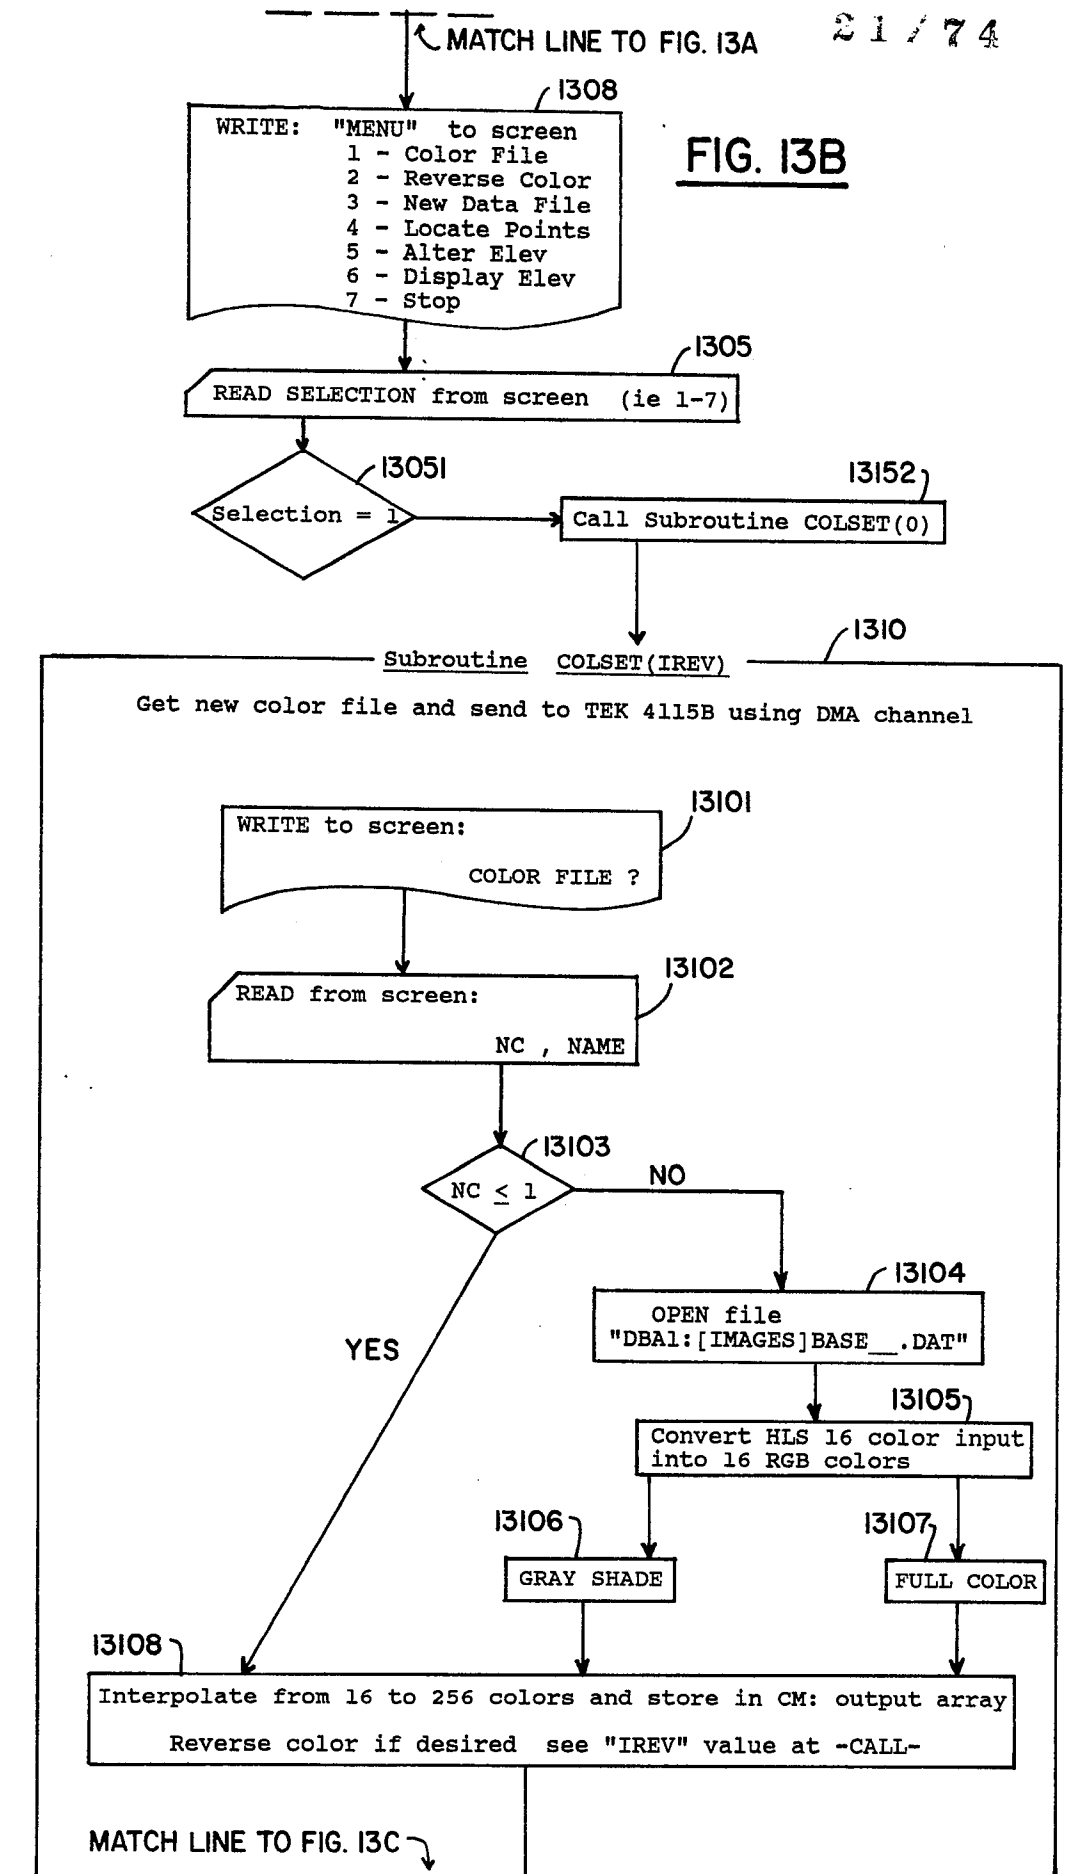 MATCH LINE TO FIG. 13A
21/74
1308
FIG. 13B
WRITE: "MENU" to screen
1 - Color File
2 - Reverse Color
3 - New Data File
4 - Locate Points
5 - Alter Elev
6 - Display Elev
7 - Stop
1305
READ SELECTION from screen (ie 1-7)
13051
Selection = 1
13152
Call Subroutine COLSET(0)
1310
Subroutine COLSET(IREV)
Get new color file and send to TEK 4115B using DMA channel
13101
WRITE to screen:
COLOR FILE ?
13102
READ from screen:
NC , NAME
13103
NC ≤ 1
NO
YES
13104
OPEN file
"DBA1:[IMAGES]BASE__.DAT"
13105
Convert HLS 16 color input
into 16 RGB colors
13106
GRAY SHADE
13107
FULL COLOR
13108
Interpolate from 16 to 256 colors and store in CM: output array
Reverse color if desired see "IREV" value at -CALL-
MATCH LINE TO FIG. 13C